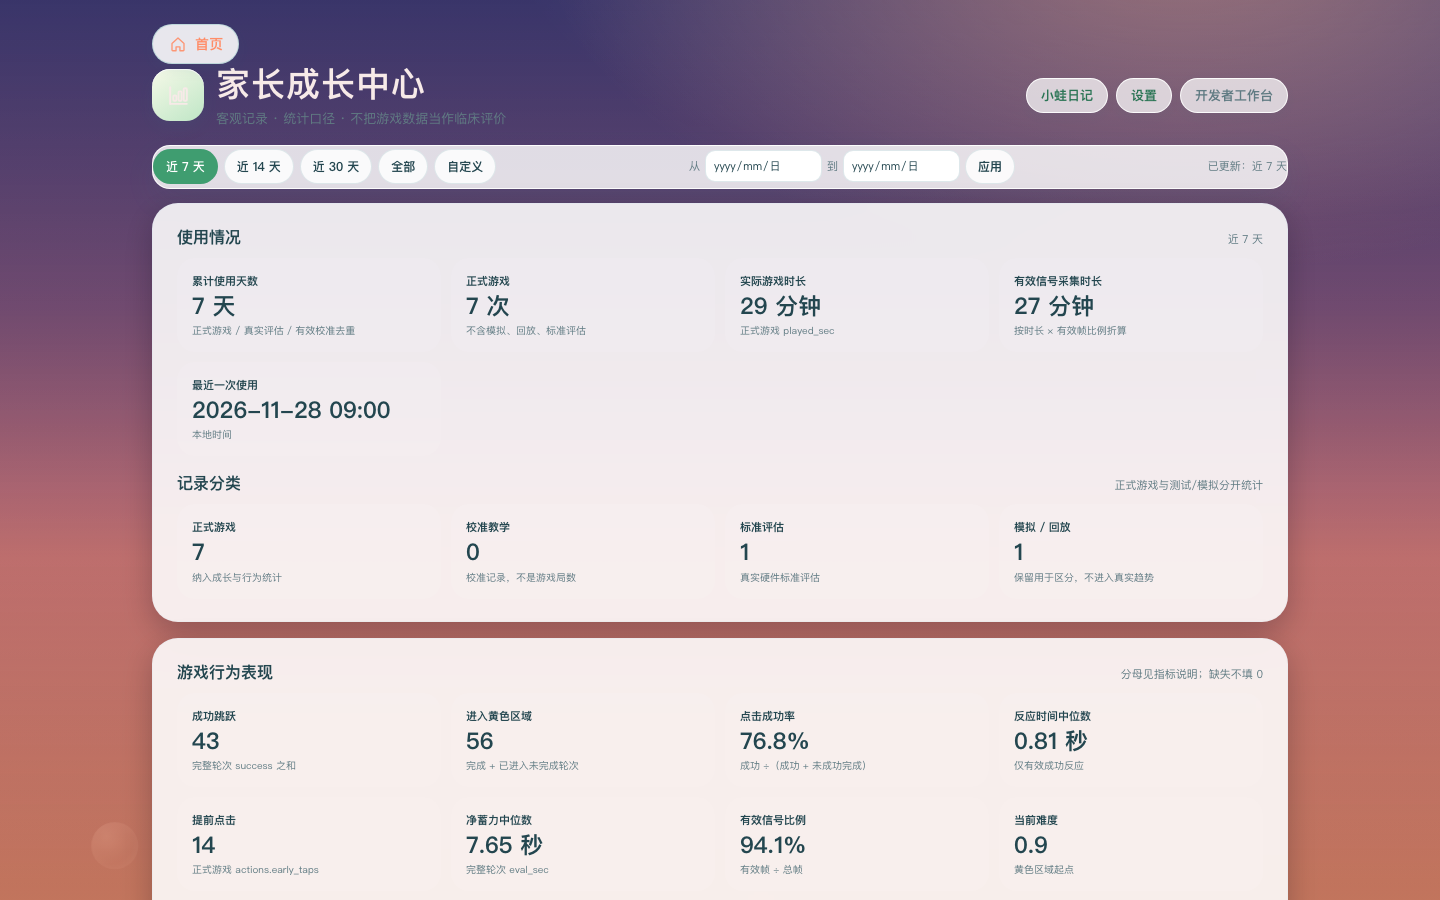 首页
家长成长中心
客观记录 · 统计口径 · 不把游戏数据当作临床评价
小蛙日记
设置
开发者工作台
近 7 天
近 14 天
近 30 天
全部
自定义
从 yyyy/mm/日 到 yyyy/mm/日 应用
已更新：近 7 天
使用情况
近 7 天
累计使用天数
7 天
正式游戏 / 真实评估 / 有效校准去重
正式游戏
7 次
不含模拟、回放、标准评估
实际游戏时长
29 分钟
正式游戏 played_sec
有效信号采集时长
27 分钟
按时长 × 有效帧比例折算
最近一次使用
2026-11-28 09:00
本地时间
记录分类
正式游戏与测试/模拟分开统计
正式游戏
7
纳入成长与行为统计
校准教学
0
校准记录，不是游戏局数
标准评估
1
真实硬件标准评估
模拟 / 回放
1
保留用于区分，不进入真实趋势
游戏行为表现
分母见指标说明；缺失不填 0
成功跳跃
43
完整轮次 success 之和
进入黄色区域
56
完成 + 已进入未完成轮次
点击成功率
76.8%
成功 ÷（成功 + 未成功完成）
反应时间中位数
0.81 秒
仅有效成功反应
提前点击
14
正式游戏 actions.early_taps
净蓄力中位数
7.65 秒
完整轮次 eval_sec
有效信号比例
94.1%
有效帧 ÷ 总帧
当前难度
0.9
黄色区域起点